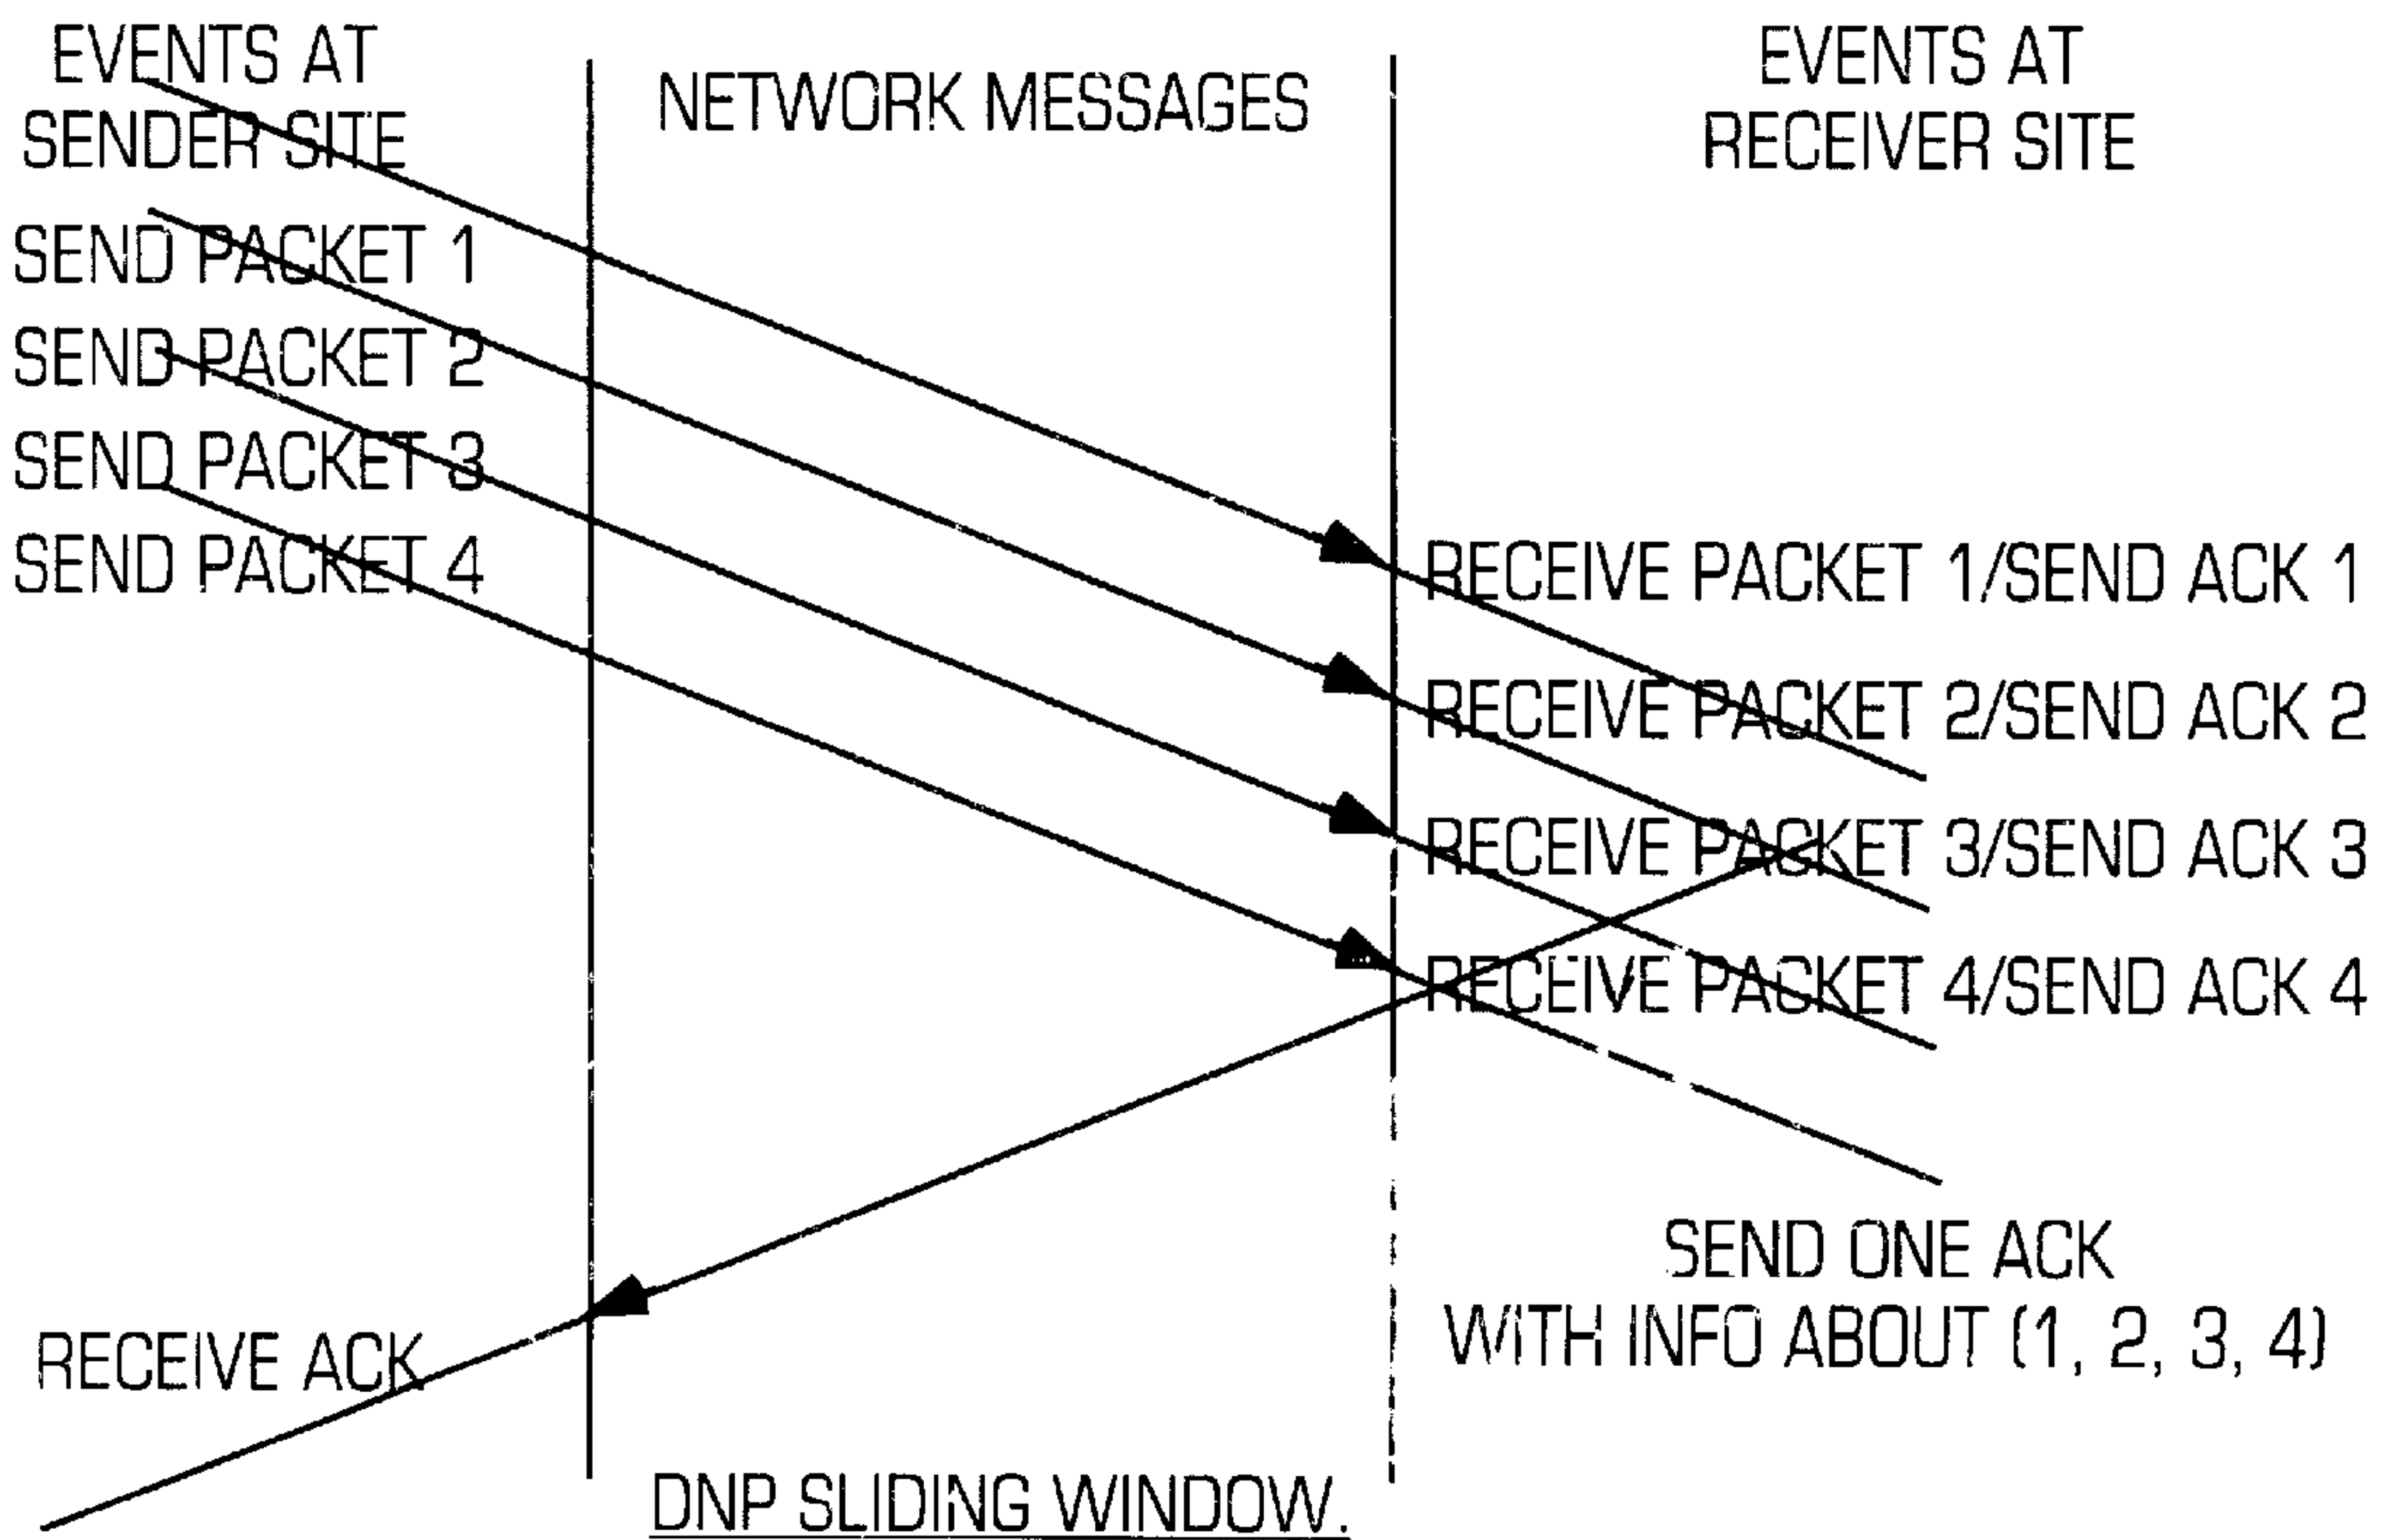 EVENTS AT
SENDER SITE
NETWORK MESSAGES
EVENTS AT
RECEIVER SITE
SEND PACKET 1
SEND PACKET 2
SEND PACKET 3
SEND PACKET 4
RECEIVE PACKET 1/SEND ACK 1
RECEIVE PACKET 2/SEND ACK 2
RECEIVE PACKET 3/SEND ACK 3
RECEIVE PACKET 4/SEND ACK 4
SEND ONE ACK
WITH INFO ABOUT (1, 2, 3, 4)
RECEIVE ACK
DNP SLIDING WINDOW.